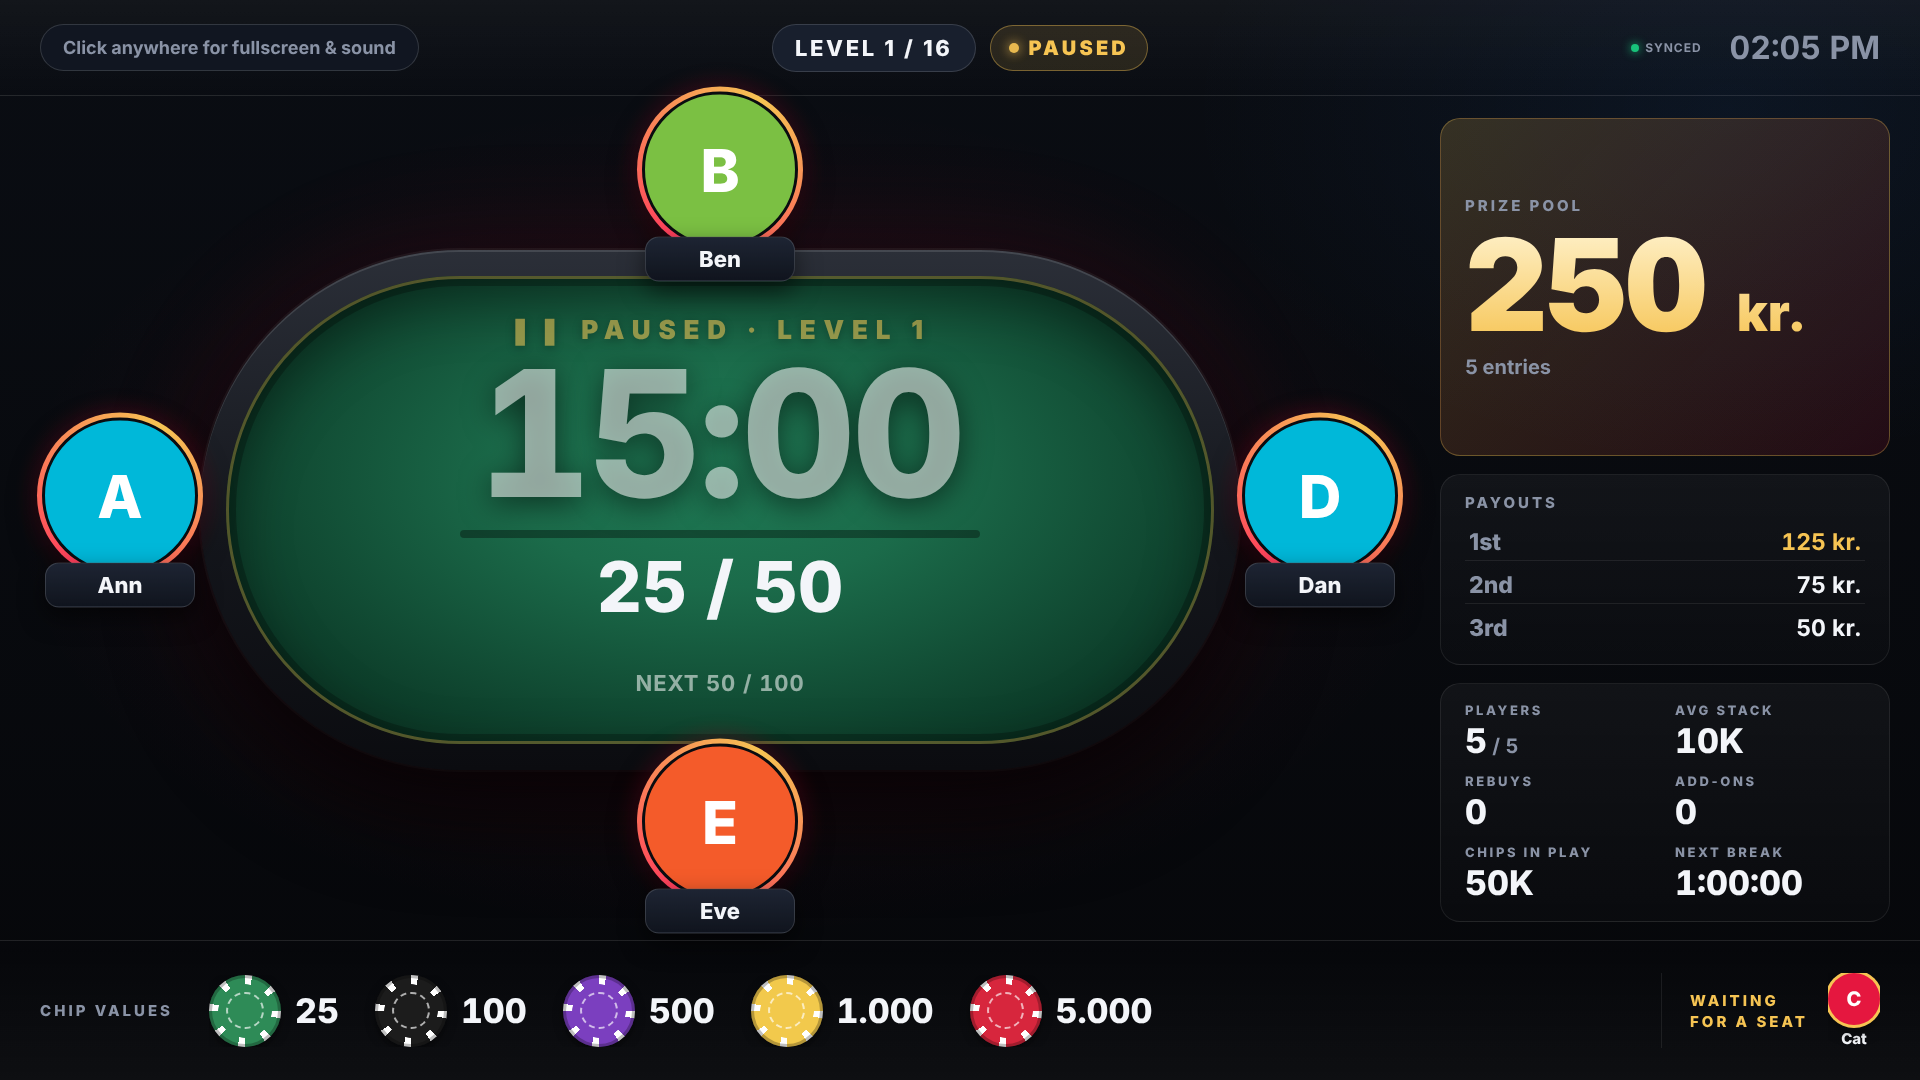 Click anywhere for fullscreen & sound
LEVEL 1 / 16
PAUSED
SYNCED
02:05 PM
B
Ben
PAUSED · LEVEL 1
15:00
25 / 50
NEXT 50 / 100
A
Ann
D
Dan
E
Eve
PRIZE POOL
250 kr.
5 entries
PAYOUTS
1st 125 kr.
2nd 75 kr.
3rd 50 kr.
PLAYERS
5 / 5
AVG STACK
10K
REBUYS
0
ADD-ONS
0
CHIPS IN PLAY
50K
NEXT BREAK
1:00:00
CHIP VALUES
25
100
500
1.000
5.000
WAITING
FOR A SEAT
C
Cat